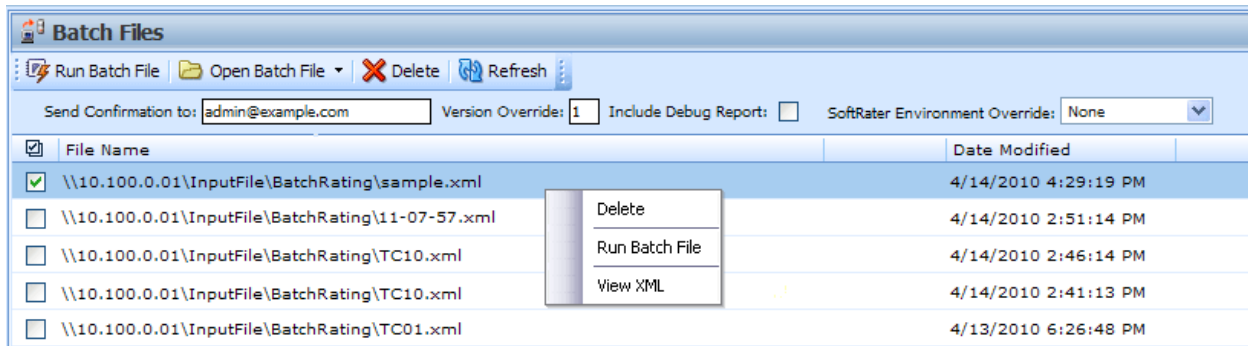 Batch Files
Run Batch File Open Batch File Delete Refresh
Send Confirmation to: admin@example.com Version Override: 1 Include Debug Report: SoftRater Environment Override: None
File Name Date Modified
\\10.100.0.01\InputFile\BatchRating\sample.xml 4/14/2010 4:29:19 PM
\\10.100.0.01\InputFile\BatchRating\11-07-57.xml 4/14/2010 2:51:14 PM
\\10.100.0.01\InputFile\BatchRating\TC10.xml 4/14/2010 2:46:14 PM
\\10.100.0.01\InputFile\BatchRating\TC10.xml 4/14/2010 2:41:13 PM
\\10.100.0.01\InputFile\BatchRating\TC01.xml 4/13/2010 6:26:48 PM
Delete
Run Batch File
View XML